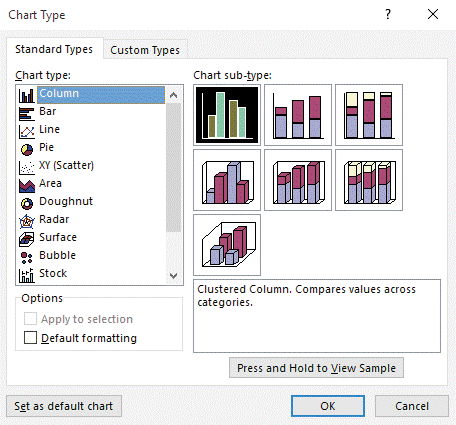 Chart Type
?
Standard Types
Custom Types
Chart type:
Column
Bar
Line
Pie
XY (Scatter)
Area
Doughnut
Radar
Surface
Bubble
Stock
Chart sub-type:
Clustered Column. Compares values across
categories.
Options
Apply to selection
Default formatting
Press and Hold to View Sample
Set as default chart
OK
Cancel